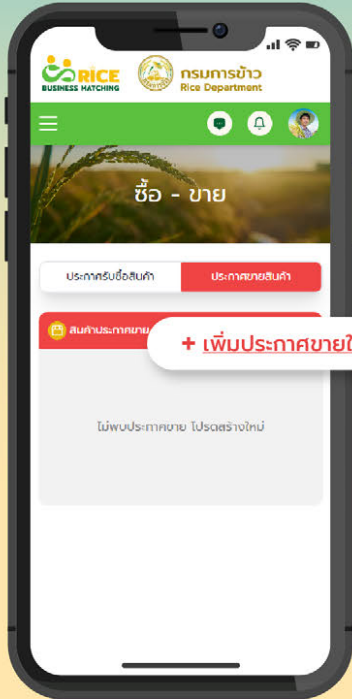 RICE
BUSINESS MATCHING
กรมการข้าว
Rice Department
ซื้อ - ขาย
ประกาศรับซื้อสินค้า
ประกาศขายสินค้า
สินค้าประกาศขาย
+ เพิ่มประกาศขายใ
ไม่พบประกาศขาย โปรดสร้างใหม่